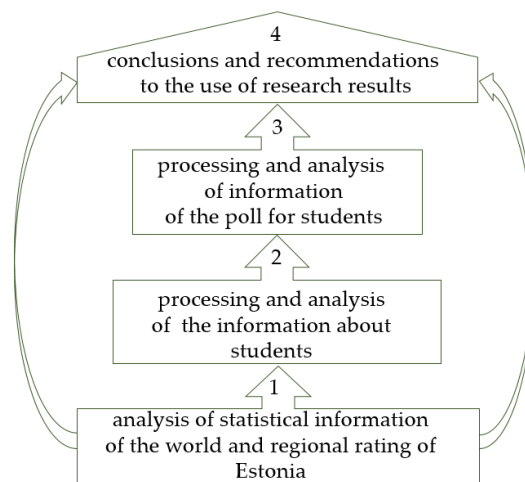 4
conclusions and recommendations
to the use of research results
3
processing and analysis
of information
of the poll for students
2
processing and analysis
of the information about
students
1
analysis of statistical information
of the world and regional rating of
Estonia